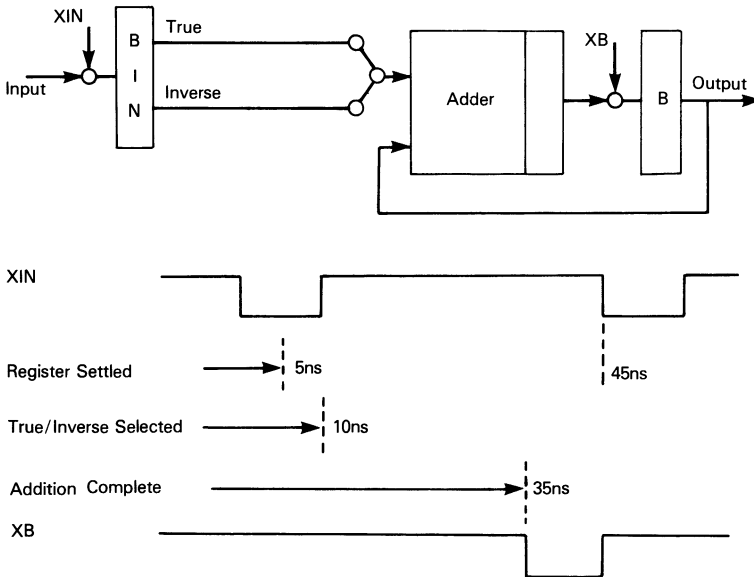 XIN
Input
B
I
N
True
Inverse
Adder
XB
B
Output
XIN
Register Settled
5ns
45ns
True/Inverse Selected
10ns
Addition Complete
35ns
XB